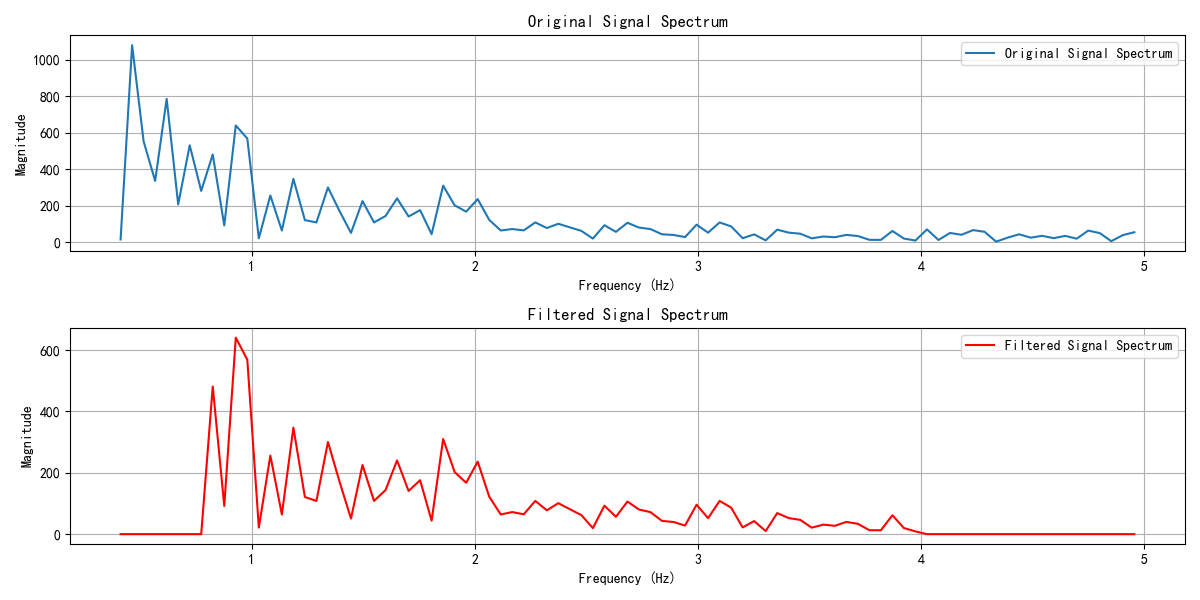 Original Signal Spectrum
Original Signal Spectrum
Magnitude
1000
800
600
400
200
0
1 2 3 4 5
Frequency (Hz)
Filtered Signal Spectrum
Filtered Signal Spectrum
Magnitude
600
400
200
0
1 2 3 4 5
Frequency (Hz)